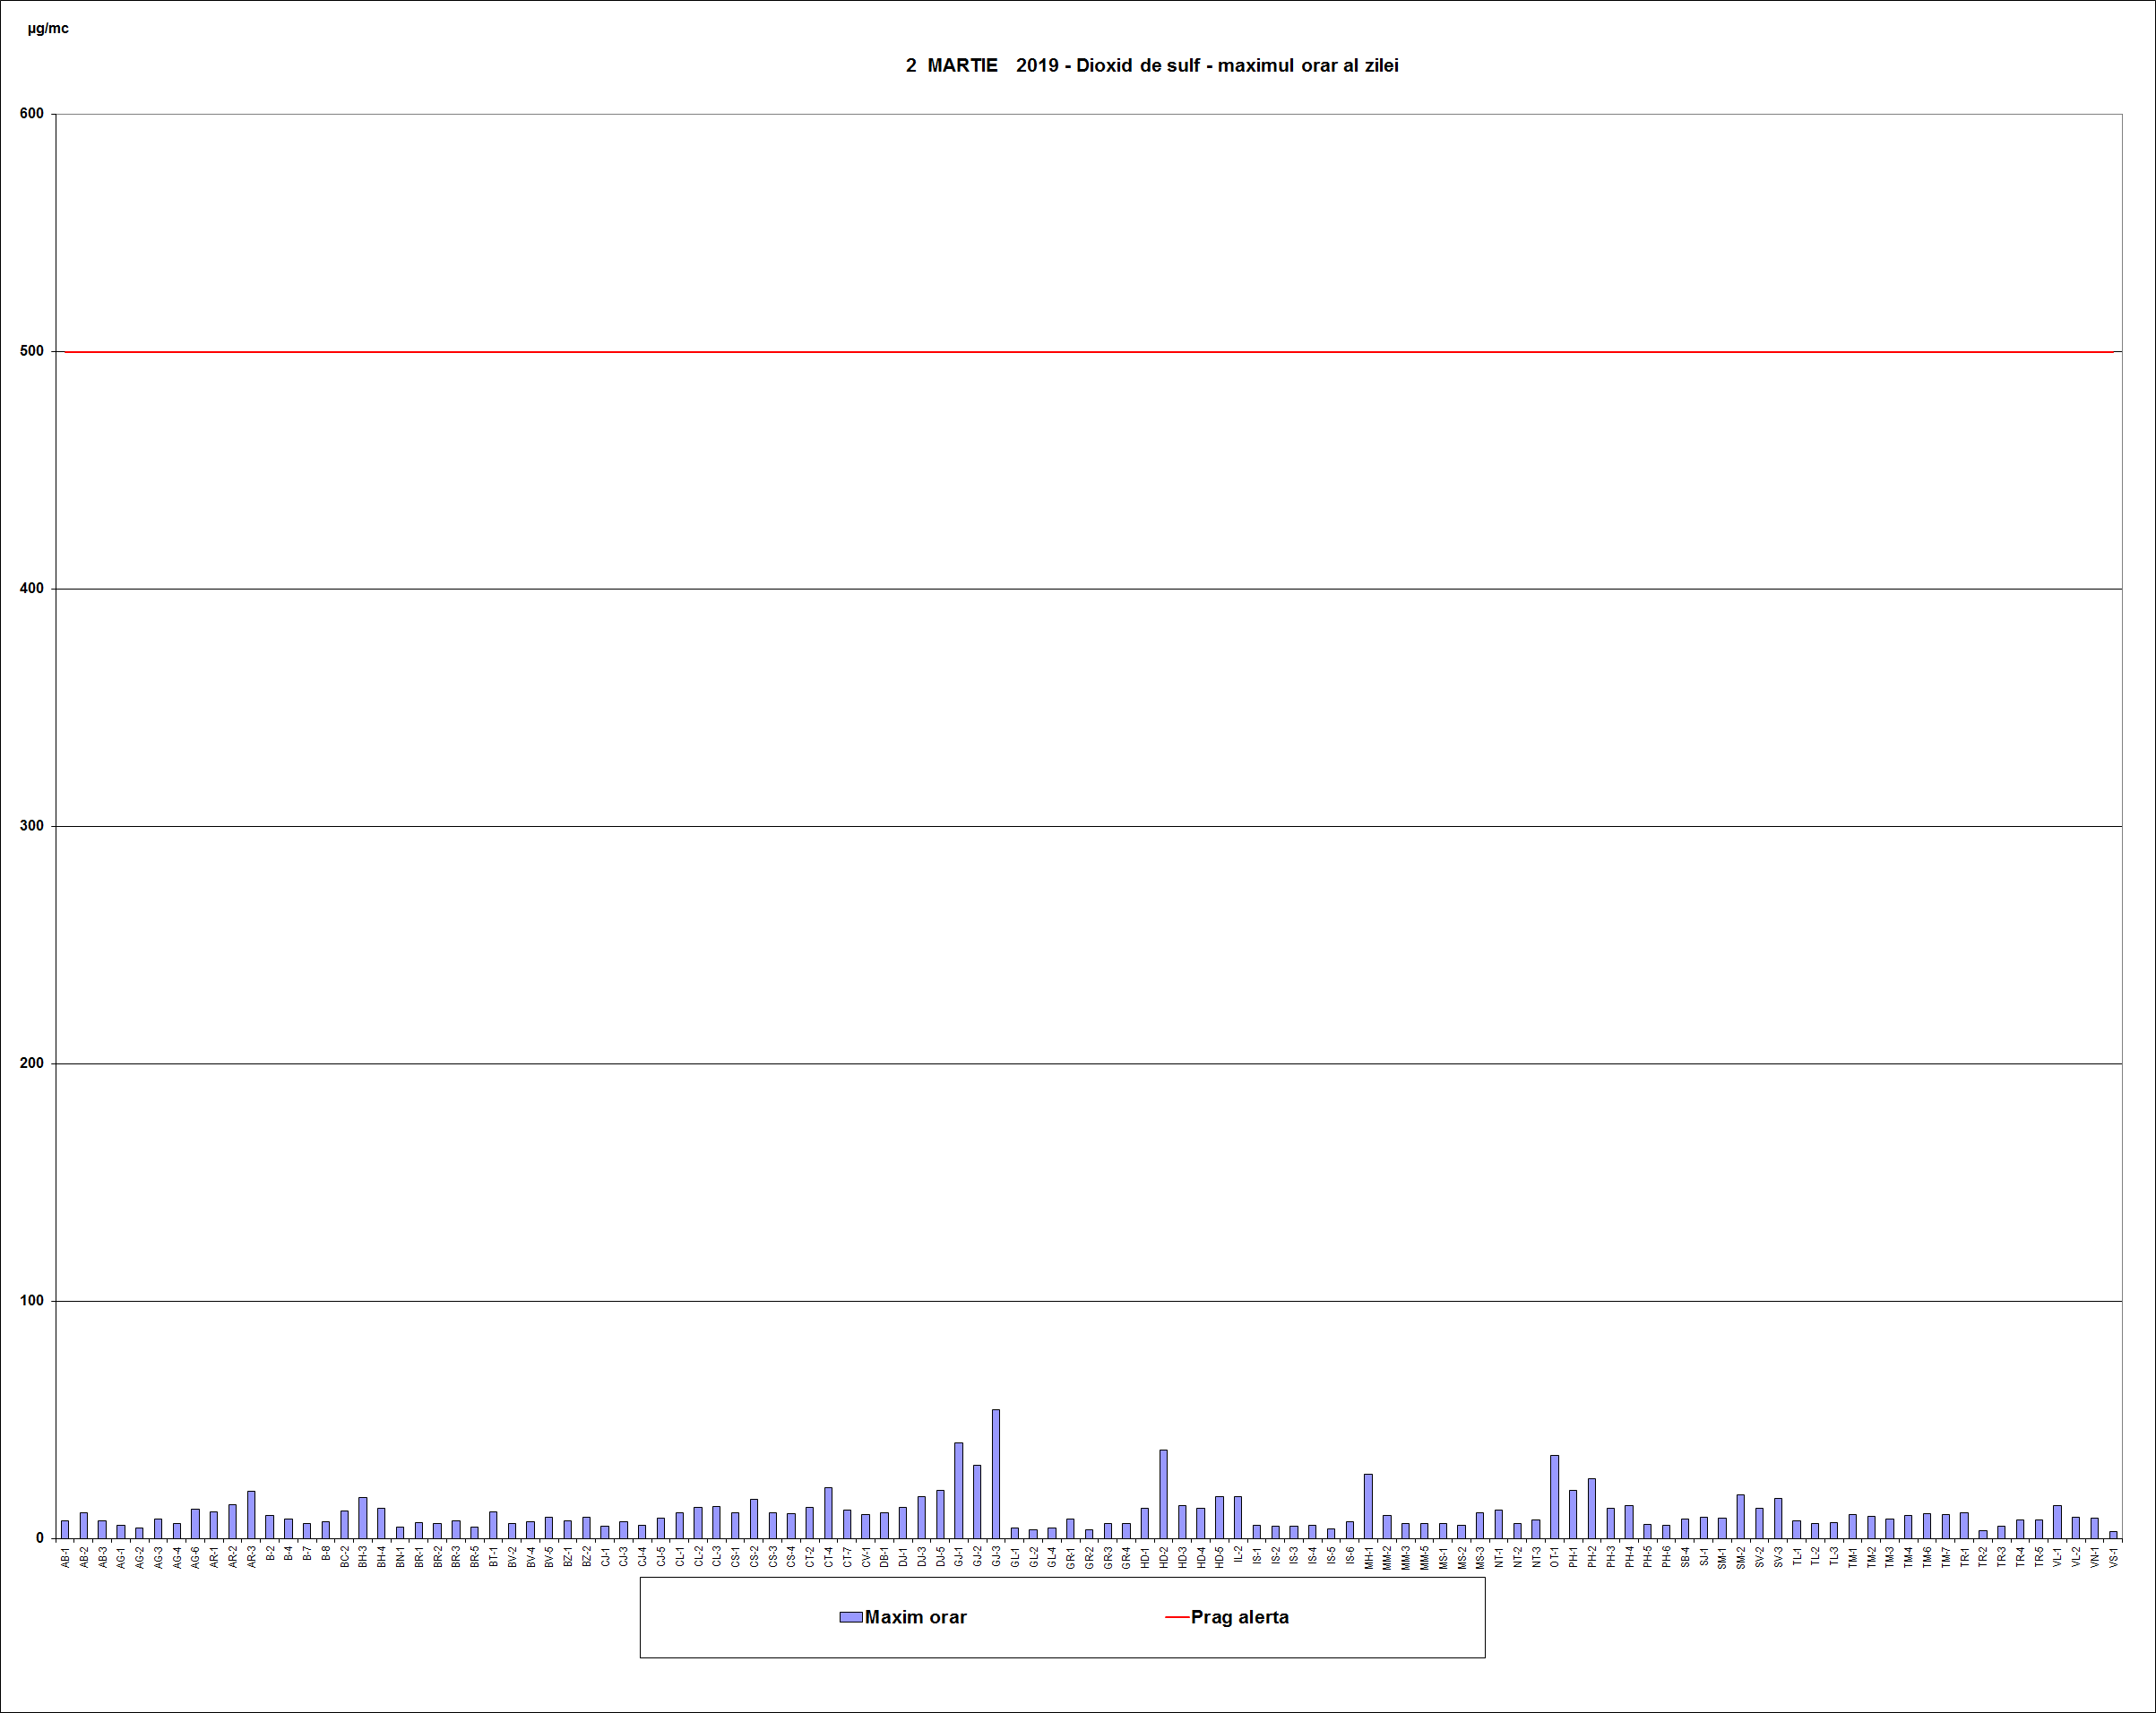 µg/mc
2 MARTIE 2019 - Dioxid de sulf - maximul orar al zilei
600
500
400
300
200
100
0
AB-1 AB-2 AB-3 AG-1 AG-2 AG-3 AG-4 AG-6 AR-1 AR-2 AR-3 B-2 B-4 B-7 B-8 BC-2 BH-3 BH-4 BN-1 BR-1 BR-2 BR-3 BR-5 BT-1 BV-2 BV-4 BV-5 BZ-1 BZ-2 CJ-1 CJ-3 CJ-4 CJ-5 CL-1 CL-2 CL-3 CS-1 CS-2 CS-3 CS-4 CT-2 CT-4 CT-7 CV-1 DB-1 DJ-1 DJ-3 DJ-5 GJ-1 GJ-2 GJ-3 GL-1 GL-2 GL-4 GR-1 GR-2 GR-3 GR-4 HD-1 HD-2 HD-3 HD-4 HD-5 IL-2 IS-1 IS-2 IS-3 IS-4 IS-5 IS-6 MH-1 MM-2 MM-3 MM-5 MS-1 MS-2 MS-3 NT-1 NT-2 NT-3 OT-1 PH-1 PH-2 PH-3 PH-4 PH-5 PH-6 SB-4 SJ-1 SM-1 SM-2 SV-2 SV-3 TL-1 TL-2 TL-3 TM-1 TM-2 TM-3 TM-4 TM-6 TM-7 TR-1 TR-2 TR-3 TR-4 TR-5 VL-1 VL-2 VN-1 VS-1
Maxim orar Prag alerta